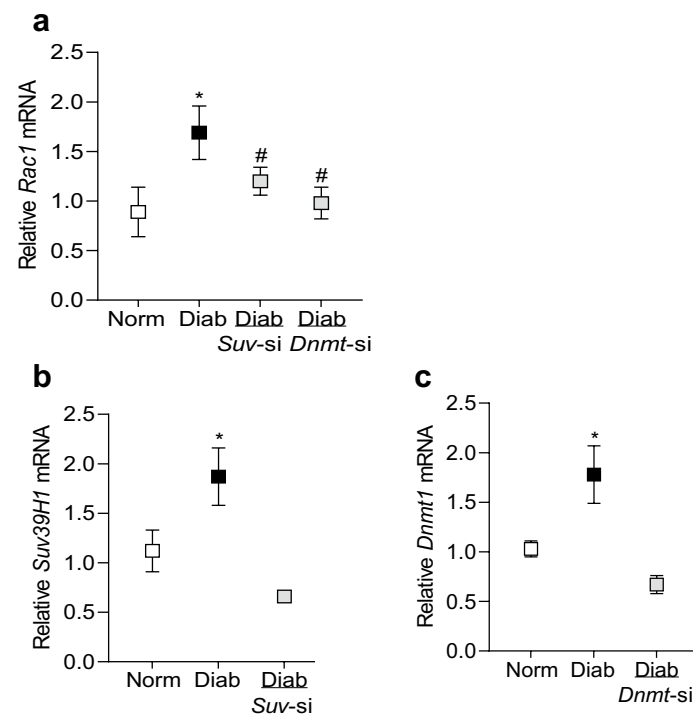 a
Relative Rac1 mRNA
2.5
2.0
1.5
1.0
0.5
0.0
*
#
#
Norm Diab Diab Diab
Suv-si Dnmt-si
b
Relative Suv39H1 mRNA
2.5
2.0
1.5
1.0
0.5
0.0
*
Norm Diab Diab
Suv-si
c
Relative Dnmt1 mRNA
2.5
2.0
1.5
1.0
0.5
0.0
*
Norm Diab Diab
Dnmt-si